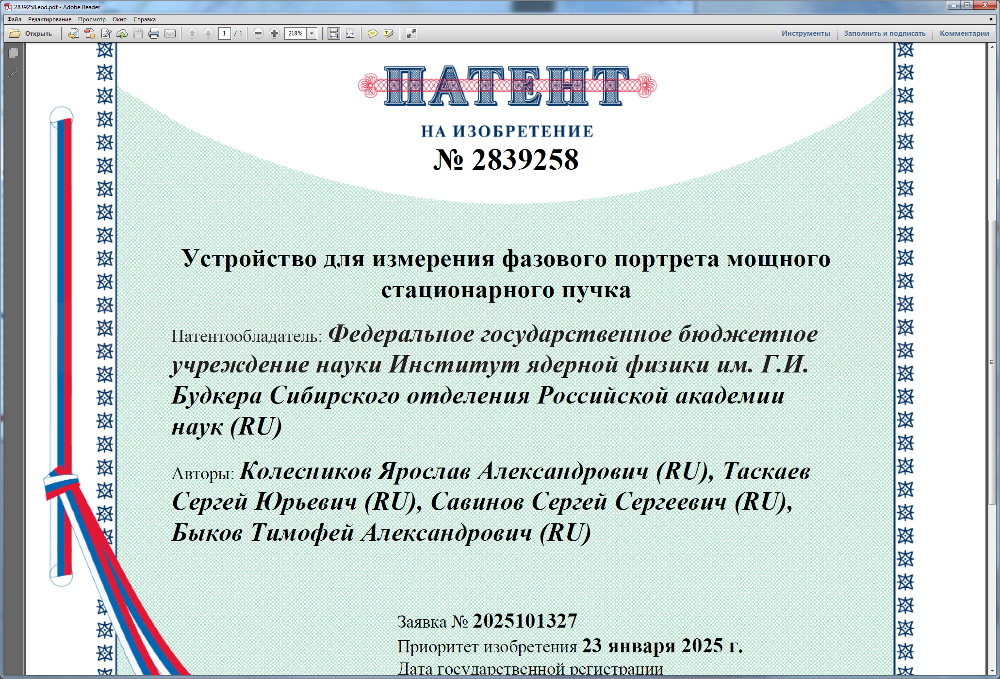 2839258.eod.pdf - Adobe Reader
Файл Редактирование Просмотр Окно Справка
Открыть 1 / 1 218% Инструменты Заполнить и подписать Комментарии
ПАТЕНТ
НА ИЗОБРЕТЕНИЕ
№ 2839258
Устройство для измерения фазового портрета мощного
стационарного пучка
Патентообладатель: Федеральное государственное бюджетное
учреждение науки Институт ядерной физики им. Г.И.
Будкера Сибирского отделения Российской академии
наук (RU)
Авторы: Колесников Ярослав Александрович (RU), Таскаев
Сергей Юрьевич (RU), Савинов Сергей Сергеевич (RU),
Быков Тимофей Александрович (RU)
Заявка № 2025101327
Приоритет изобретения 23 января 2025 г.
Дата государственной регистрации